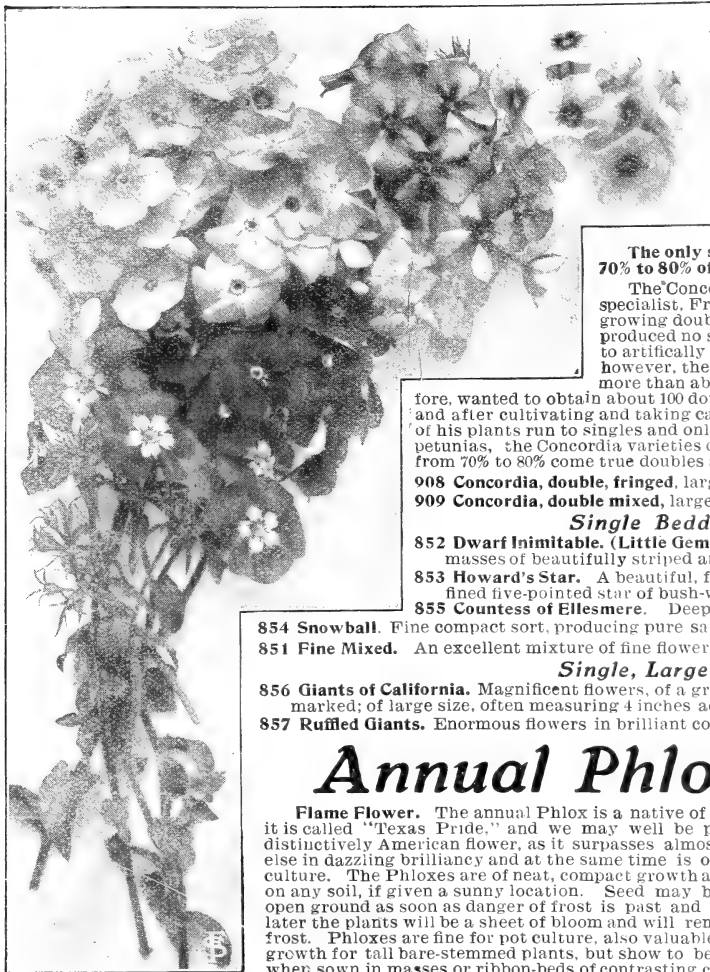 The only
70% to 80% of
The Conc
specialist, Fr
growing doub
produced no s
to artifically
however, the
more than ab
fore, wanted to obtain about 100 do
and after cultivating and taking ca
of his plants run to singles and onl
petunias, the Concordia varieties
from 70% to 80% come true doubles
908 Concordia, double, fringed, larg
909 Concordia, double mixed, large
Single Bedd
852 Dwarf Inimitable. (Little Gem
masses of beautifully striped a
853 Howard's Star. A beautiful, f
fined five-pointed star of bush-
855 Countess of Ellesmere. Deep
854 Snowball. Fine compact sort, producing pure sa
851 Fine Mixed. An excellent mixture of fine flower
Single, Large
856 Giants of California. Magnificent flowers, of a gr
marked; of large size, often measuring 4 inches a
857 Ruffled Giants. Enormous flowers in brilliant co
Annual Phlo
Flame Flower. The annual Phlox is a native of
it is called "Texas Pride," and we may well be p
distinctively American flower, as it surpasses almos
else in dazzling brilliancy and at the same time is o
culture. The Phloxes are of neat, compact growth a
on any soil, if given a sunny location. Seed may b
open ground as soon as danger of frost is past and
later the plants will be a sheet of bloom and will ren
frost. Phloxes are fine for pot culture, also valuable
growth for tall bare-stemmed plants, but show to be
when sown in masses or ribbon-beds of contrasting c